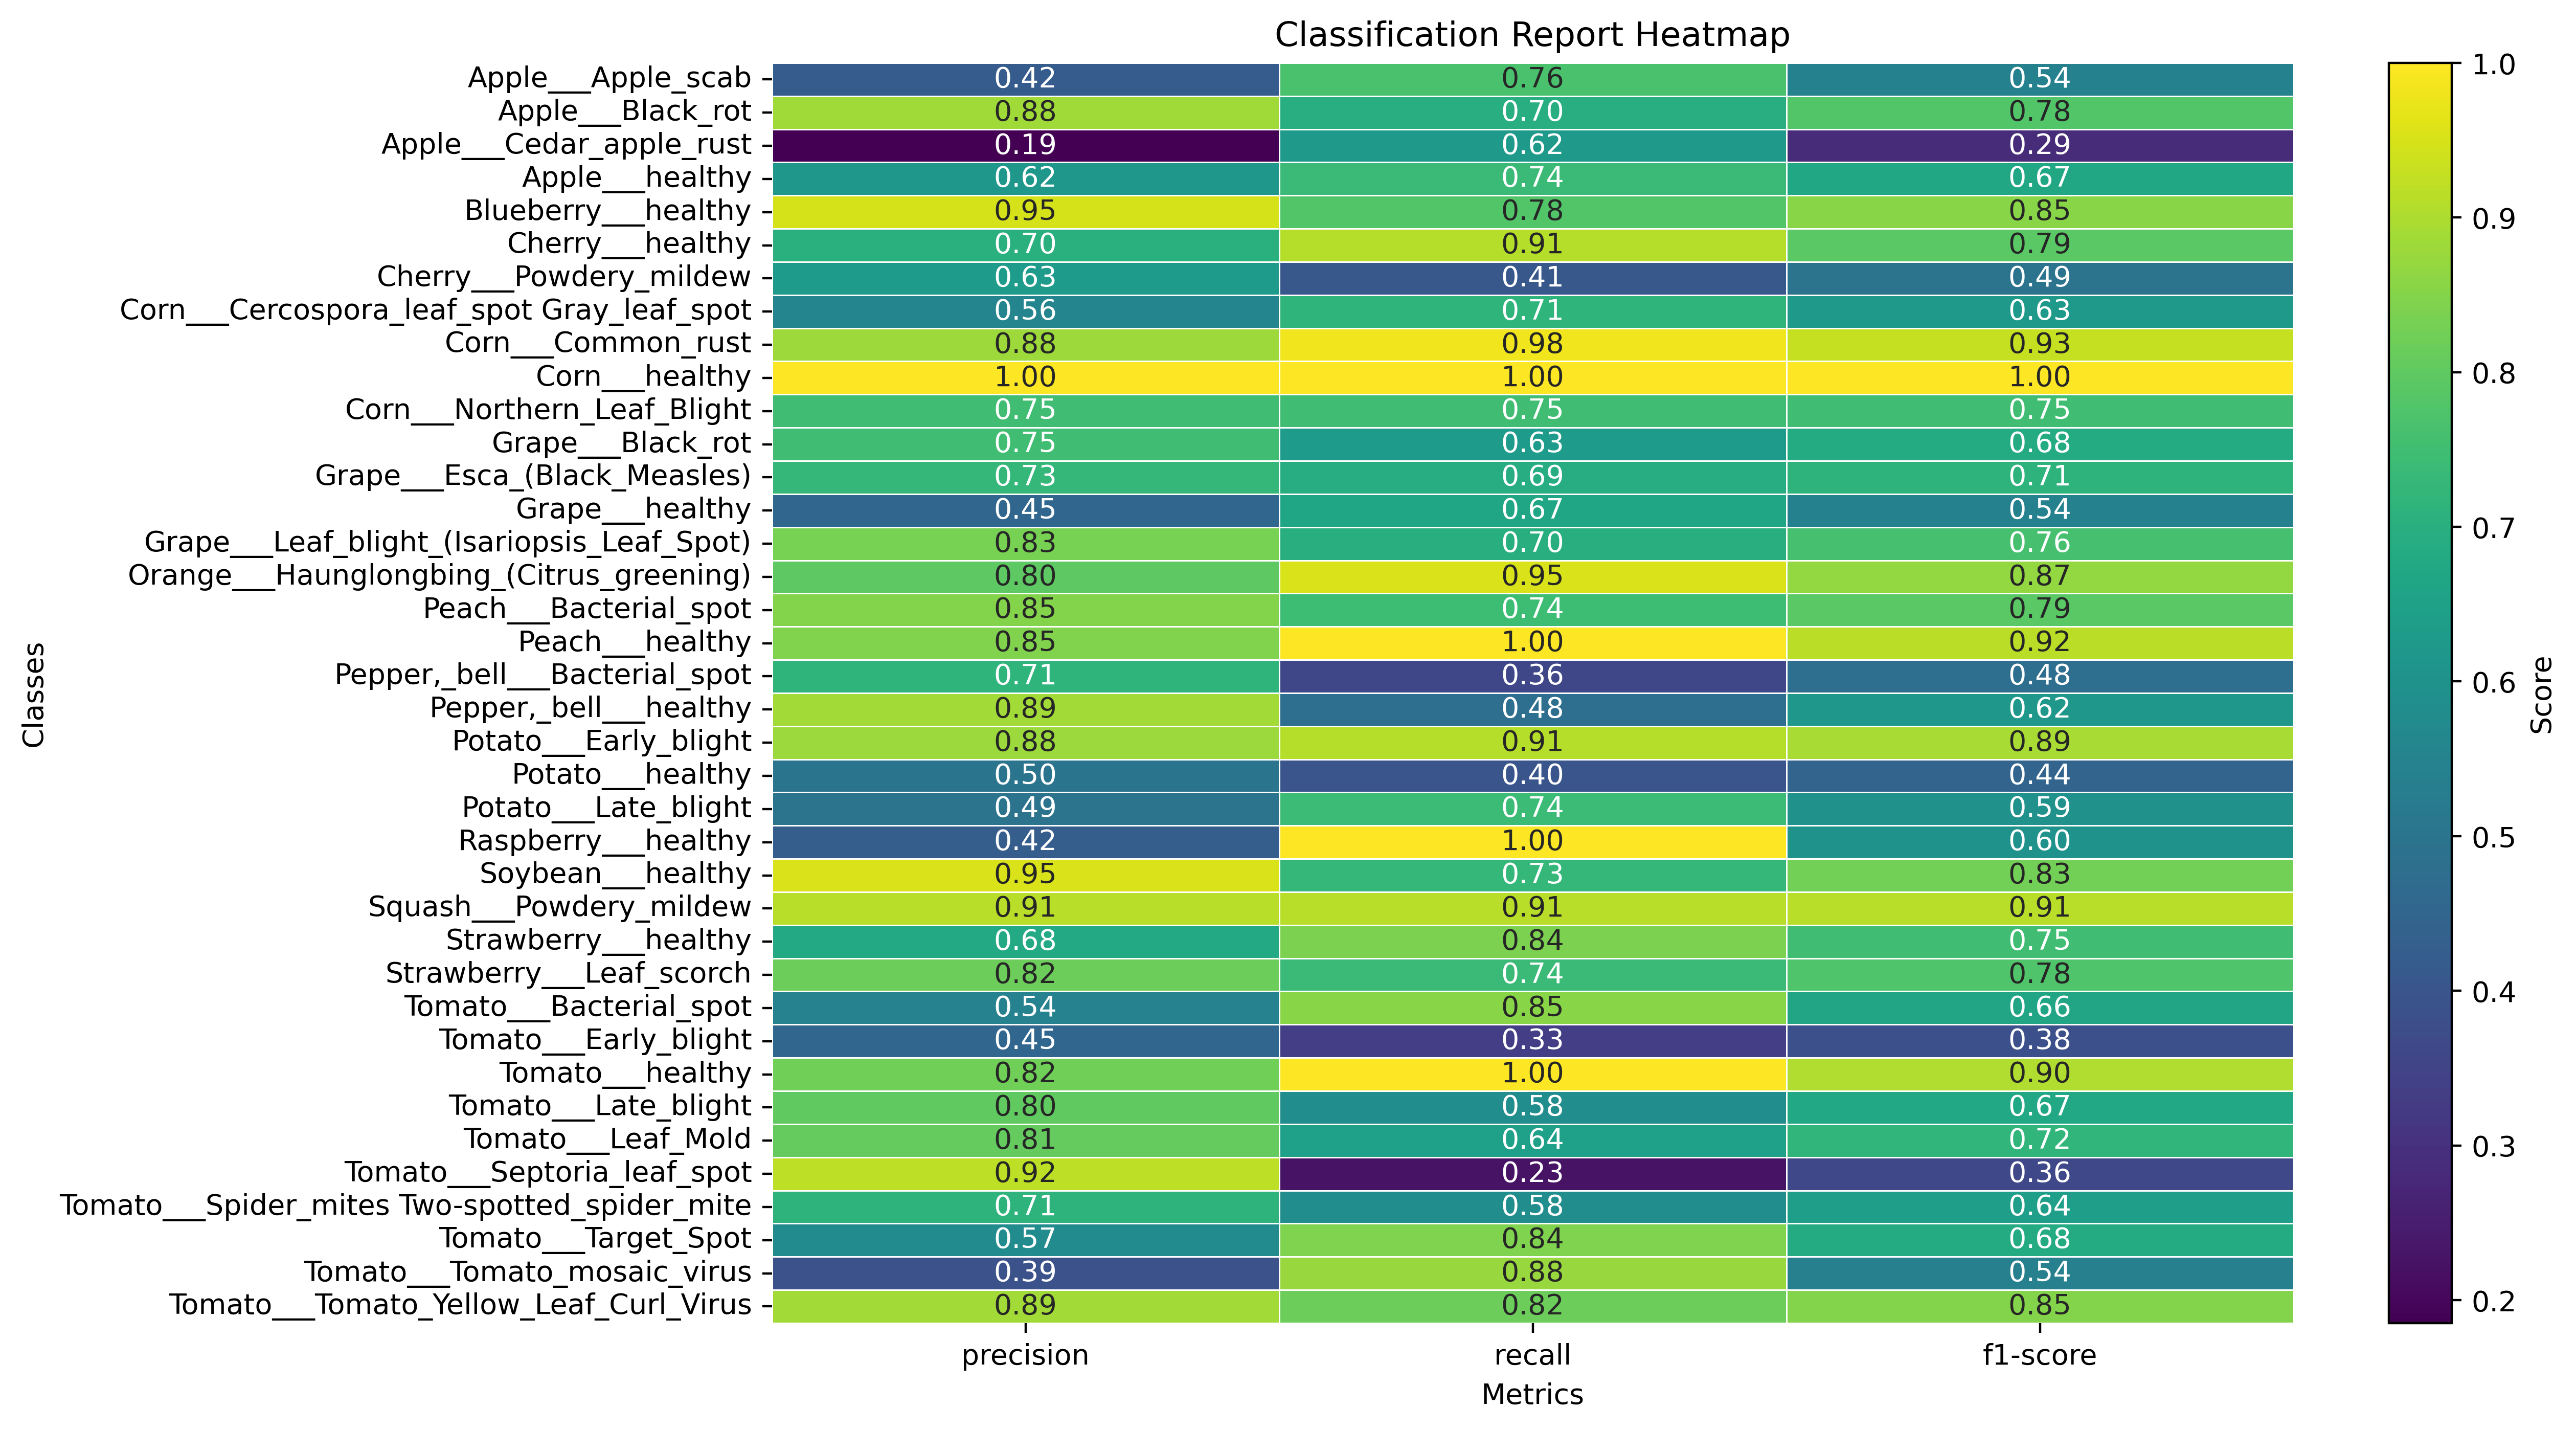 Classification Report Heatmap
Apple___Apple_scab 0.42 0.76 0.54
Apple___Black_rot 0.88 0.70 0.78
Apple___Cedar_apple_rust 0.19 0.62 0.29
Apple___healthy 0.62 0.74 0.67
Blueberry___healthy 0.95 0.78 0.85
Cherry___healthy 0.70 0.91 0.79
Cherry___Powdery_mildew 0.63 0.41 0.49
Corn___Cercospora_leaf_spot Gray_leaf_spot 0.56 0.71 0.63
Corn___Common_rust 0.88 0.98 0.93
Corn___healthy 1.00 1.00 1.00
Corn___Northern_Leaf_Blight 0.75 0.75 0.75
Grape___Black_rot 0.75 0.63 0.68
Grape___Esca_(Black_Measles) 0.73 0.69 0.71
Grape___healthy 0.45 0.67 0.54
Grape___Leaf_blight_(Isariopsis_Leaf_Spot) 0.83 0.70 0.76
Orange___Haunglongbing_(Citrus_greening) 0.80 0.95 0.87
Peach___Bacterial_spot 0.85 0.74 0.79
Peach___healthy 0.85 1.00 0.92
Pepper,_bell___Bacterial_spot 0.71 0.36 0.48
Pepper,_bell___healthy 0.89 0.48 0.62
Potato___Early_blight 0.88 0.91 0.89
Potato___healthy 0.50 0.40 0.44
Potato___Late_blight 0.49 0.74 0.59
Raspberry___healthy 0.42 1.00 0.60
Soybean___healthy 0.95 0.73 0.83
Squash___Powdery_mildew 0.91 0.91 0.91
Strawberry___healthy 0.68 0.84 0.75
Strawberry___Leaf_scorch 0.82 0.74 0.78
Tomato___Bacterial_spot 0.54 0.85 0.66
Tomato___Early_blight 0.45 0.33 0.38
Tomato___healthy 0.82 1.00 0.90
Tomato___Late_blight 0.80 0.58 0.67
Tomato___Leaf_Mold 0.81 0.64 0.72
Tomato___Septoria_leaf_spot 0.92 0.23 0.36
Tomato___Spider_mites Two-spotted_spider_mite 0.71 0.58 0.64
Tomato___Target_Spot 0.57 0.84 0.68
Tomato___Tomato_mosaic_virus 0.39 0.88 0.54
Tomato___Tomato_Yellow_Leaf_Curl_Virus 0.89 0.82 0.85
precision recall f1-score
Metrics
Classes
1.0
0.9
0.8
0.7
0.6
0.5
0.4
0.3
0.2
Score